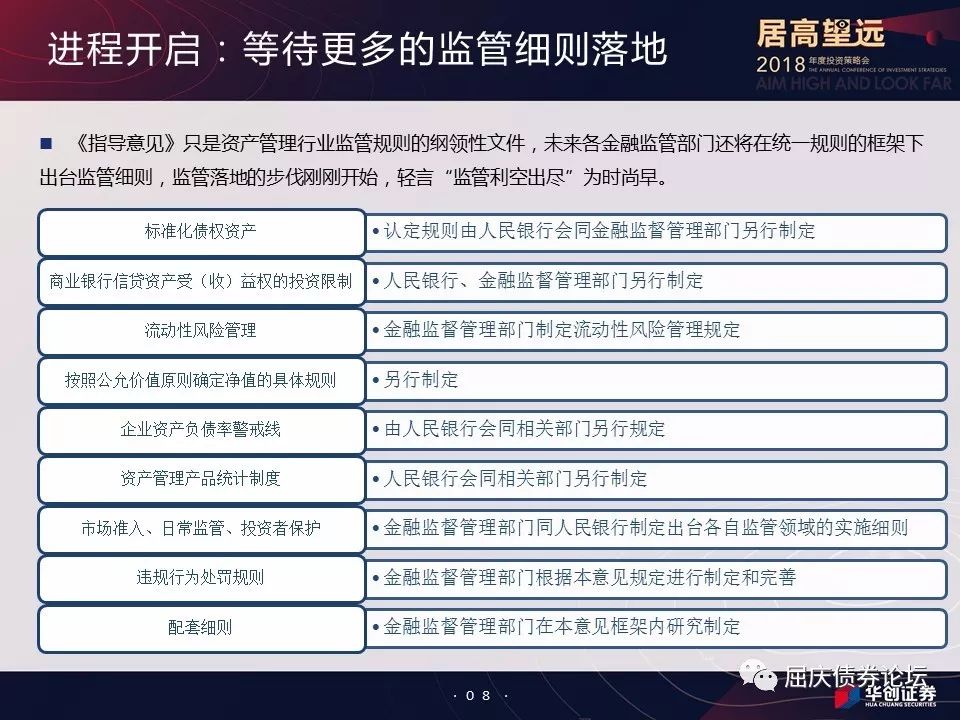 进程开启：等待更多的监管细则落地
居高望远
2018 年度投资策略会
THE ANNUAL CONFERENCE OF INVESTMENT STRATEGIES
AIM HIGH AND LOOK FAR
■ 《指导意见》只是资产管理行业监管规则的纲领性文件，未来各金融监管部门还将在统一规则的框架下
出台监管细则，监管落地的步伐刚刚开始，轻言“监管利空出尽”为时尚早。
标准化债权资产
•认定规则由人民银行会同金融监督管理部门另行制定
商业银行信贷资产受（收）益权的投资限制
•人民银行、金融监督管理部门另行制定
流动性风险管理
•金融监督管理部门制定流动性风险管理规定
按照公允价值原则确定净值的具体规则
•另行制定
企业资产负债率警戒线
•由人民银行会同相关部门另行规定
资产管理产品统计制度
•人民银行会同相关部门另行制定
市场准入、日常监管、投资者保护
•金融监督管理部门同人民银行制定出台各自监管领域的实施细则
违规行为处罚规则
•金融监督管理部门根据本意见规定进行制定和完善
配套细则
•金融监督管理部门在本意见框架内研究制定
· 08 ·
屈庆债券论坛
华创证券
HUA CHUANG SECURITIES